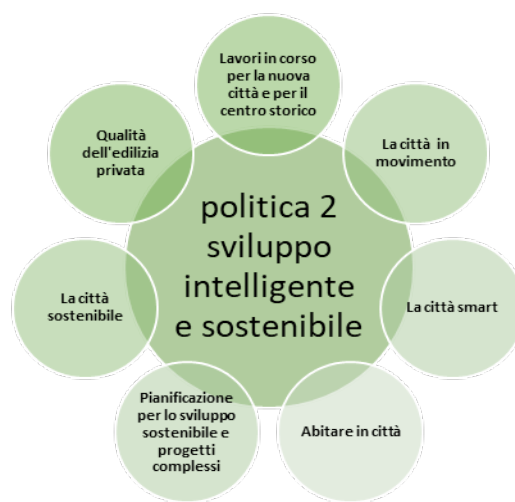 Lavori in corso
per la nuova
città e per il
centro storico
La città in
movimento
La città smart
Abitare in città
Pianificazione
per lo sviluppo
sostenibile e
progetti
complessi
La città
sostenibile
Qualità
dell'edilizia
privata
politica 2
sviluppo
intelligente
e sostenibile